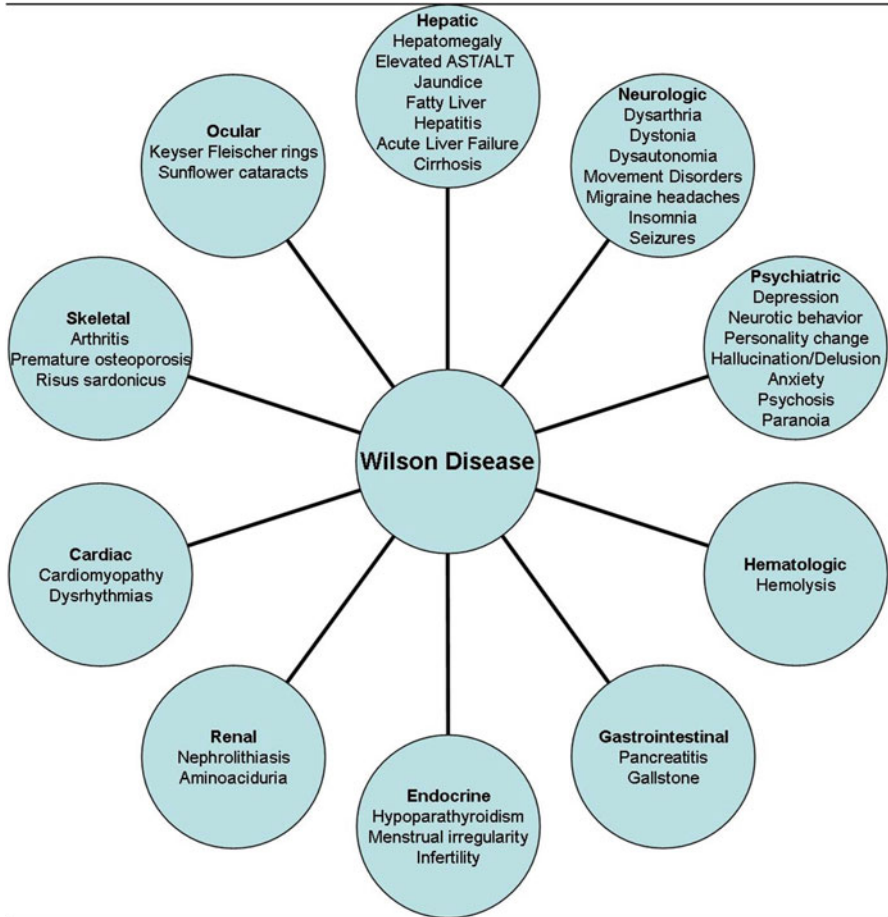 Hepatic
Hepatomegaly
Elevated AST/ALT
Jaundice
Fatty Liver
Hepatitis
Acute Liver Failure
Cirrhosis
Neurologic
Dysarthria
Dystonia
Dysautonomia
Movement Disorders
Migraine headaches
Insomnia
Seizures
Psychiatric
Depression
Neurotic behavior
Personality change
Hallucination/Delusion
Anxiety
Psychosis
Paranoia
Hematologic
Hemolysis
Gastrointestinal
Pancreatitis
Gallstone
Endocrine
Hypoparathyroidism
Menstrual irregularity
Infertility
Renal
Nephrolithiasis
Aminoaciduria
Cardiac
Cardiomyopathy
Dysrhythmias
Skeletal
Arthritis
Premature osteoporosis
Risus sardonicus
Ocular
Keyser Fleischer rings
Sunflower cataracts
Wilson Disease